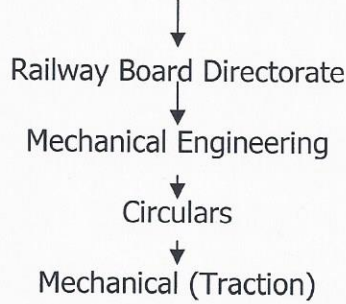 Railway Board Directorate
Mechanical Engineering
Circulars
Mechanical (Traction)